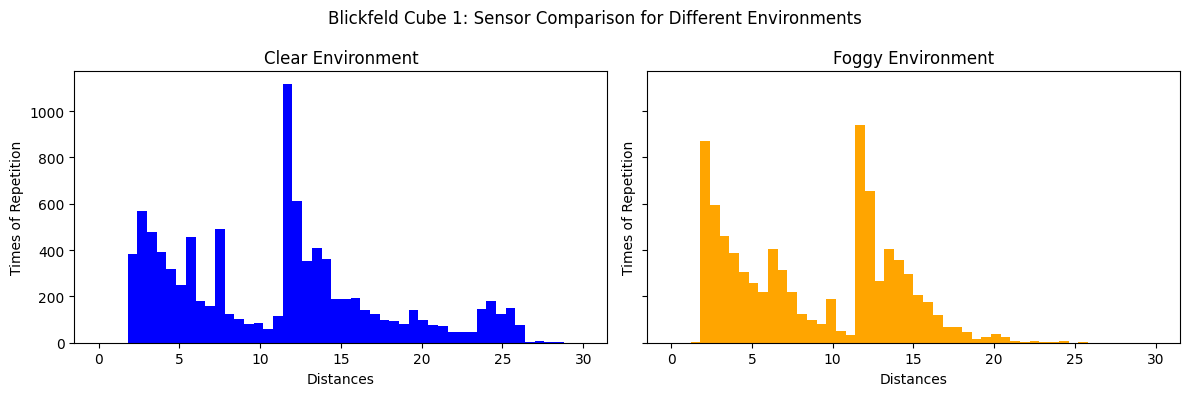 Blickfeld Cube 1: Sensor Comparison for Different Environments
Clear Environment
Times of Repetition
1000
800
600
400
200
0
0 5 10 15 20 25 30
Distances
Foggy Environment
Times of Repetition
0 5 10 15 20 25 30
Distances